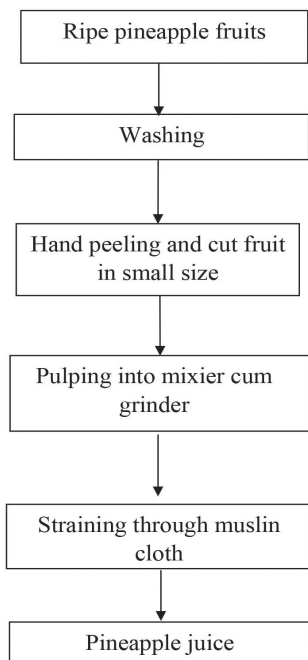 Ripe pineapple fruits
Washing
Hand peeling and cut fruit
in small size
Pulping into mixier cum
grinder
Straining through muslin
cloth
Pineapple juice